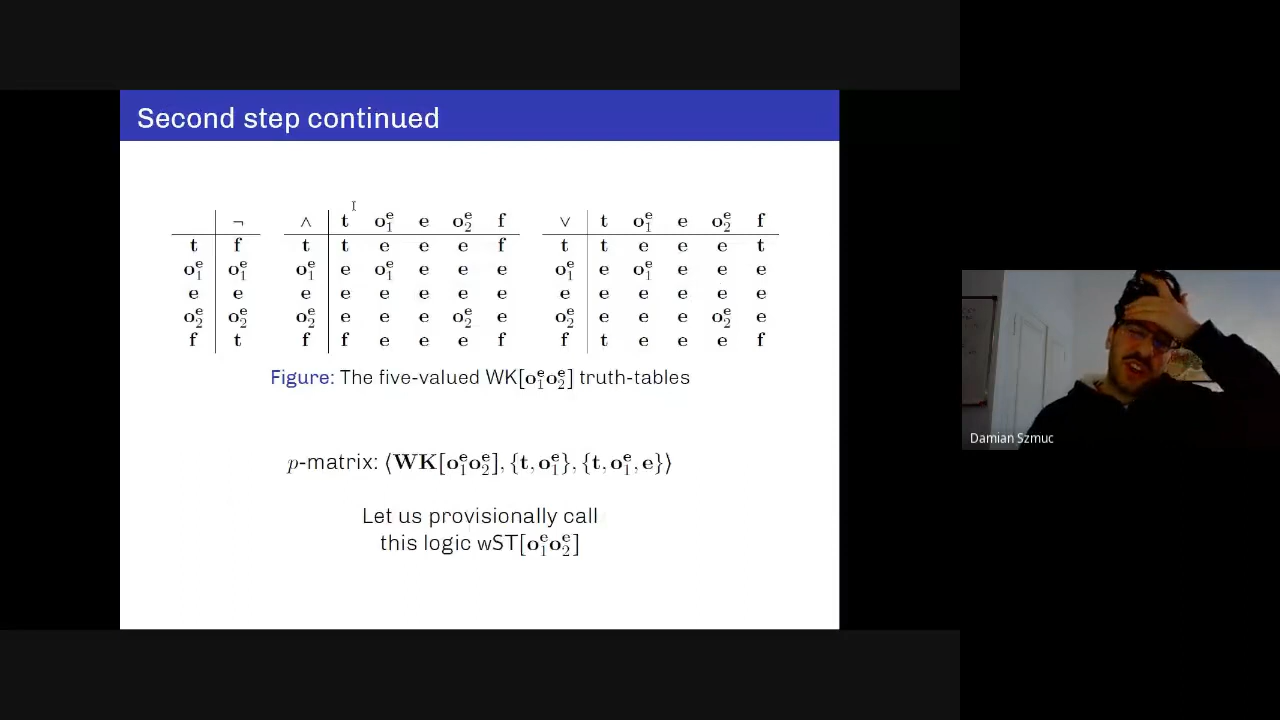 Second step continued
¬ ∧ t o₁ᵉ e o₂ᵉ f ∨ t o₁ᵉ e o₂ᵉ f
t f t t e e e f t t e e e t
o₁ᵉ o₁ᵉ o₁ᵉ e o₁ᵉ e e e o₁ᵉ e o₁ᵉ e e e
e e e e e e e e e e e e e e
o₂ᵉ o₂ᵉ o₂ᵉ e e e o₂ᵉ e o₂ᵉ e e e o₂ᵉ e
f t f f e e e f f t e e e f
Figure: The five-valued WK[o₁ᵉo₂ᵉ] truth-tables
p-matrix: ⟨WK[o₁ᵉo₂ᵉ], {t, o₁ᵉ}, {t, o₁ᵉ, e}⟩
Let us provisionally call
this logic wST[o₁ᵉo₂ᵉ]
Damian Szmuc